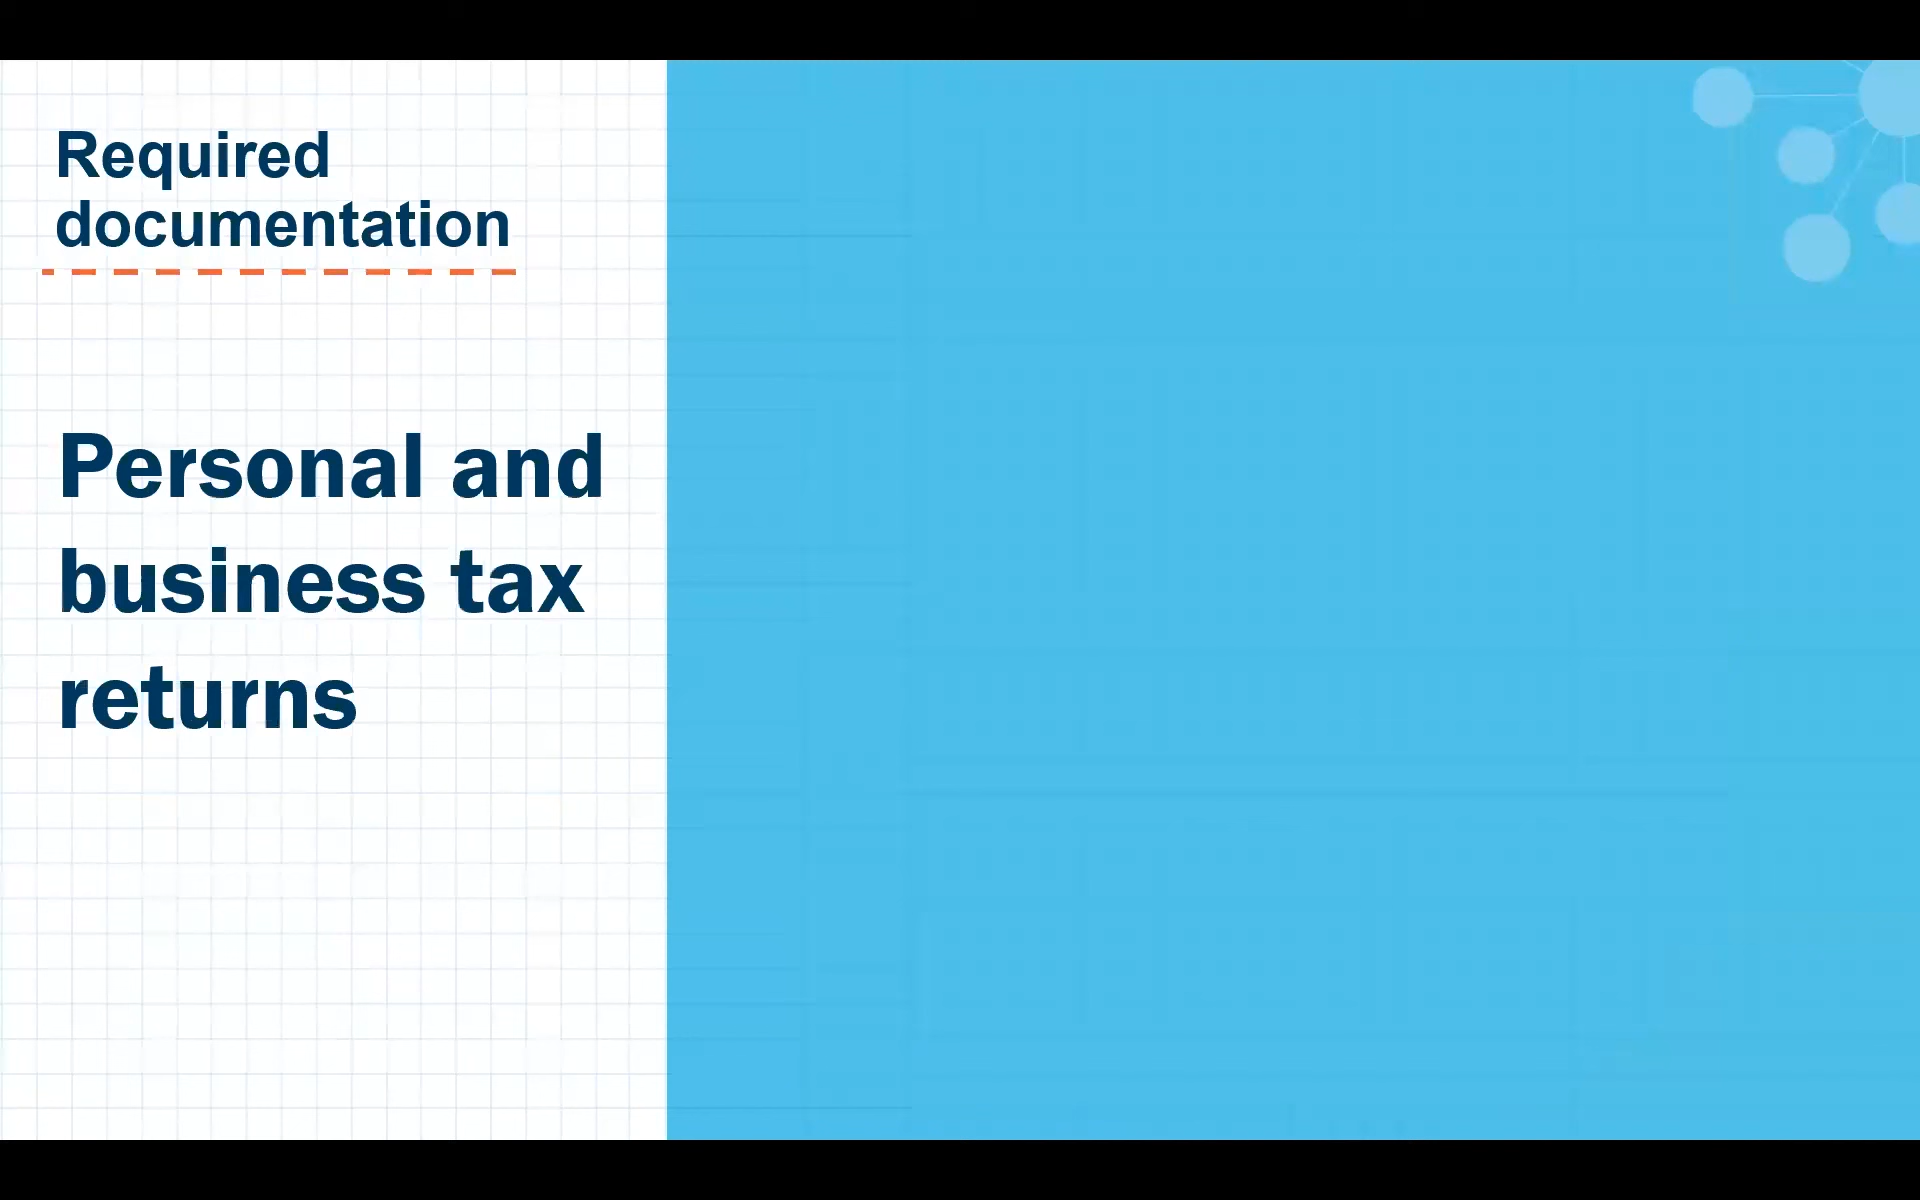 Required
documentation
Personal and
business tax
returns